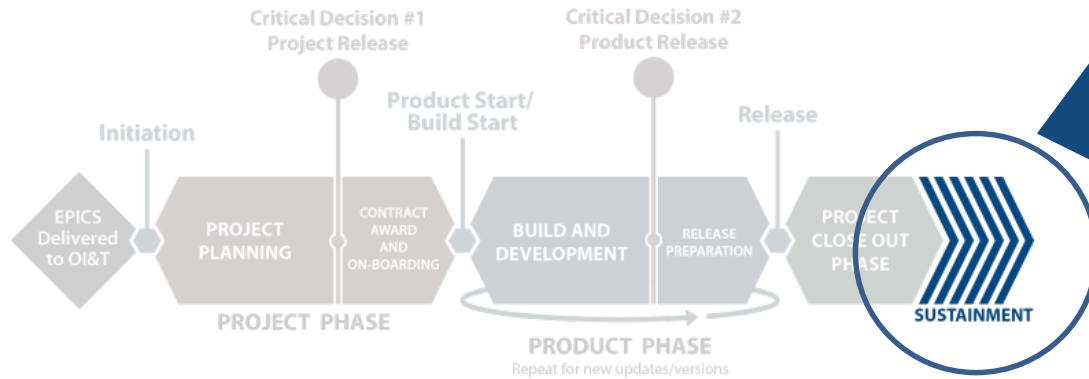 Critical Decision #1
Project Release
Critical Decision #2
Product Release
Initiation
Product Start/
Build Start
Release
EPICS
Delivered
to OI&T
PROJECT
PLANNING
CONTRACT
AWARD
AND
ON-BOARDING
BUILD AND
DEVELOPMENT
RELEASE
PREPARATION
PROJECT
CLOSE OUT
PHASE
SUSTAINMENT
PROJECT PHASE
PRODUCT PHASE
Repeat for new updates/versions